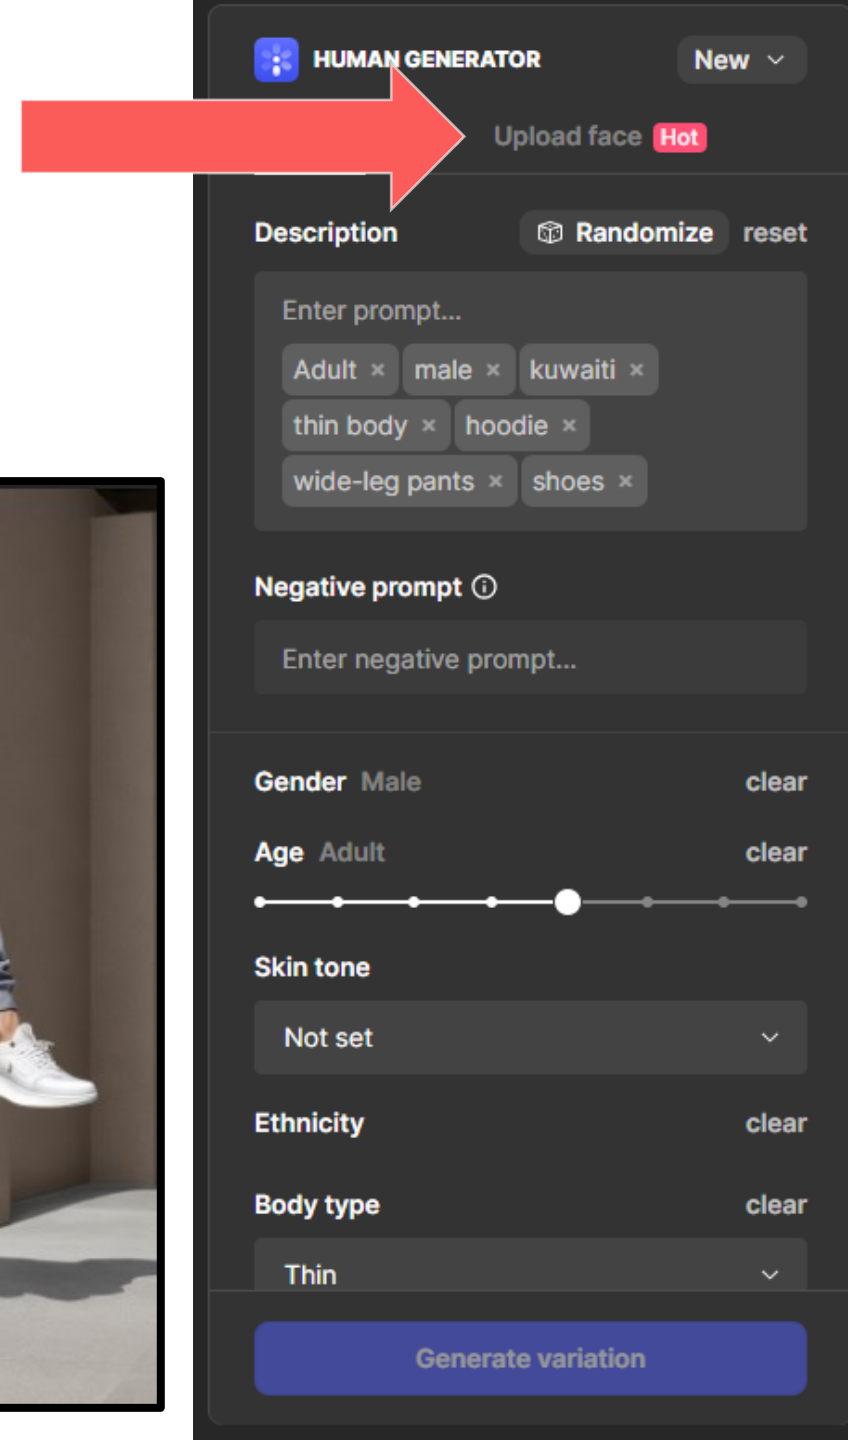 HUMAN GENERATOR
New
Upload face Hot
Description
Randomize reset
Enter prompt...
Adult × male × kuwaiti ×
thin body × hoodie ×
wide-leg pants × shoes ×
Negative prompt
Enter negative prompt...
Gender Male clear
Age Adult clear
Skin tone
Not set
Ethnicity clear
Body type clear
Thin
Generate variation